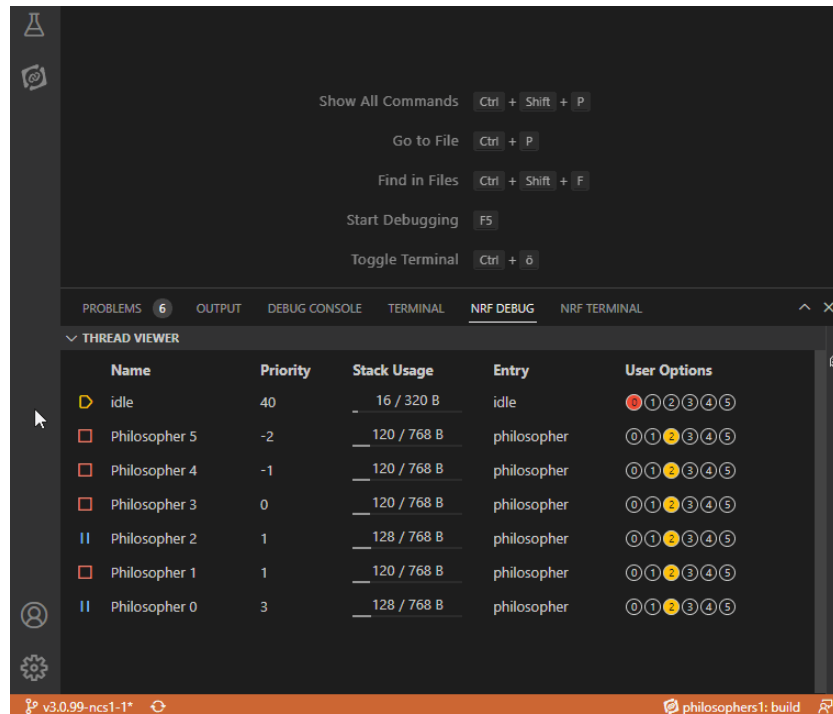 Show All Commands Ctrl + Shift + P
Go to File Ctrl + P
Find in Files Ctrl + Shift + F
Start Debugging F5
Toggle Terminal Ctrl + ö
PROBLEMS 6 OUTPUT DEBUG CONSOLE TERMINAL NRF DEBUG NRF TERMINAL
THREAD VIEWER
Name Priority Stack Usage Entry User Options
idle 40 16 / 320 B idle 0 1 2 3 4 5
Philosopher 5 -2 120 / 768 B philosopher 0 1 2 3 4 5
Philosopher 4 -1 120 / 768 B philosopher 0 1 2 3 4 5
Philosopher 3 0 120 / 768 B philosopher 0 1 2 3 4 5
Philosopher 2 1 128 / 768 B philosopher 0 1 2 3 4 5
Philosopher 1 1 120 / 768 B philosopher 0 1 2 3 4 5
Philosopher 0 3 128 / 768 B philosopher 0 1 2 3 4 5
v3.0.99-ncs1-1* philosophers1: build